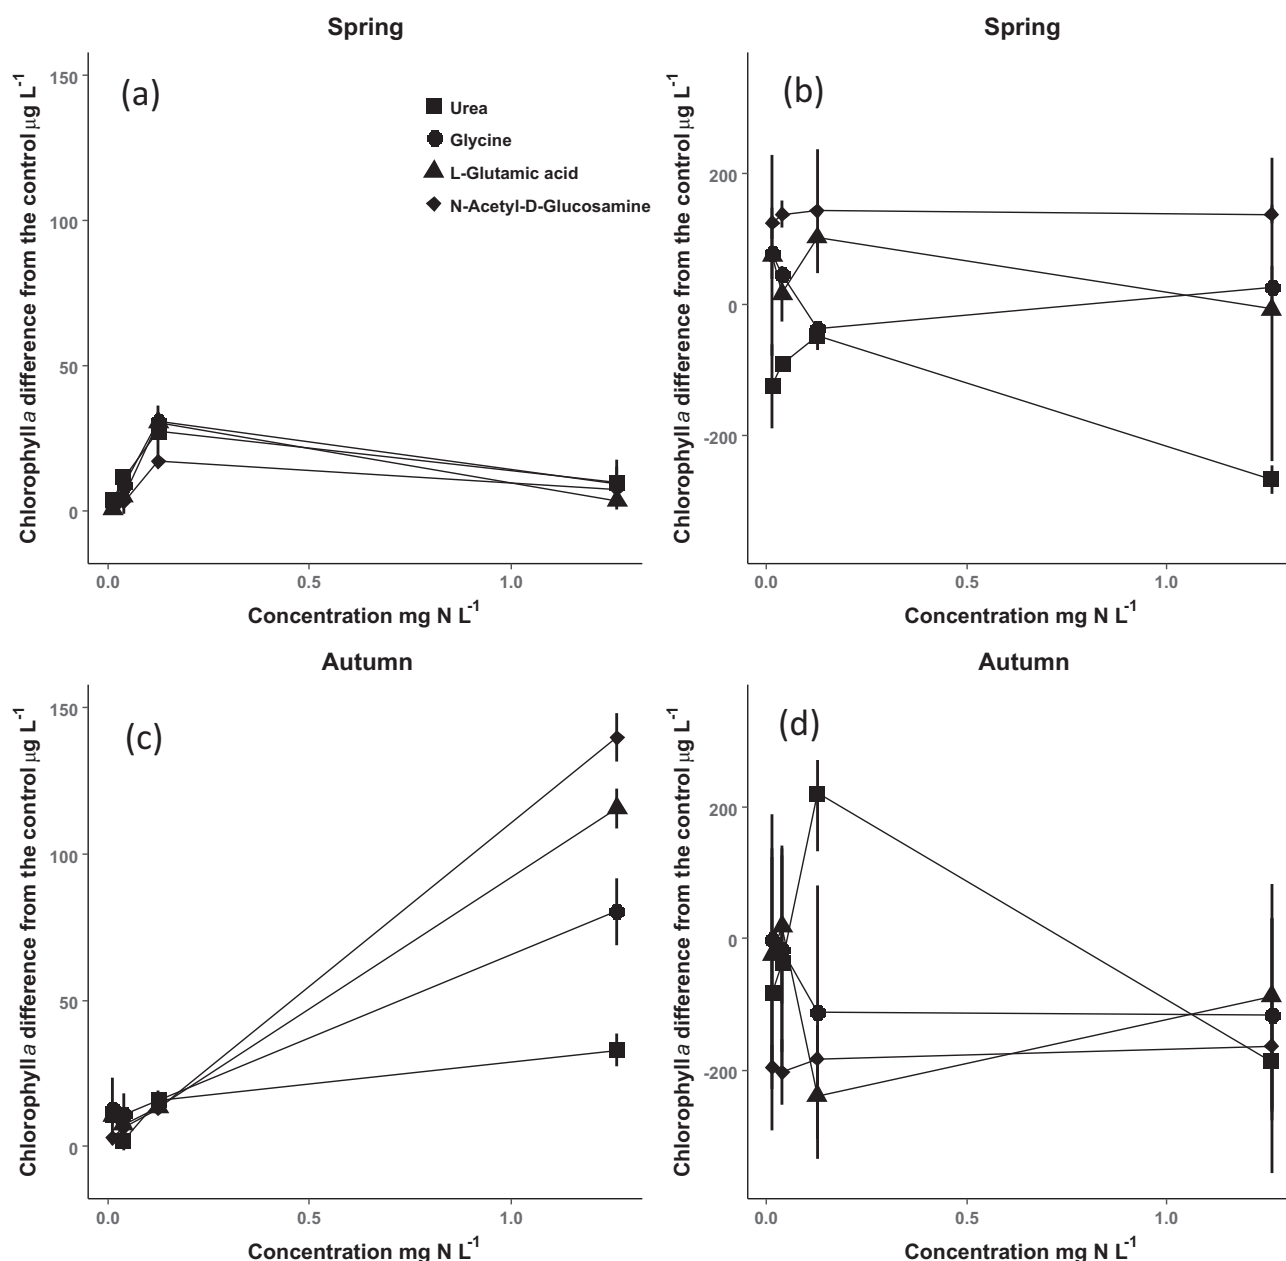 Spring
(a)
Urea
Glycine
L-Glutamic acid
N-Acetyl-D-Glucosamine
150
100
50
0
0.0 0.5 1.0
Chlorophyll a difference from the control µg L⁻¹
Concentration mg N L⁻¹
Spring
(b)
200
0
-200
0.0 0.5 1.0
Chlorophyll a difference from the control µg L⁻¹
Concentration mg N L⁻¹
Autumn
(c)
150
100
50
0
0.0 0.5 1.0
Chlorophyll a difference from the control µg L⁻¹
Concentration mg N L⁻¹
Autumn
(d)
200
0
-200
0.0 0.5 1.0
Chlorophyll a difference from the control µg L⁻¹
Concentration mg N L⁻¹